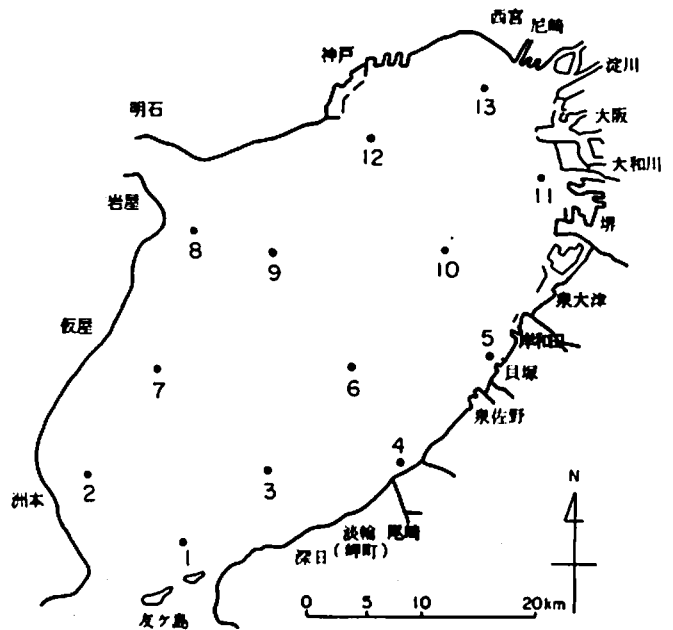 西宮
尼崎
神戸
淀川
明石
13
大阪
12
大和川
岩屋
11
堺
8
9
10
泉大津
仮屋
岸和田
5
貝塚
7
6
泉佐野
4
N
2
3
洲本
淡輪 尾崎
1
深日(岬町)
友ケ島
0 5 10 20km